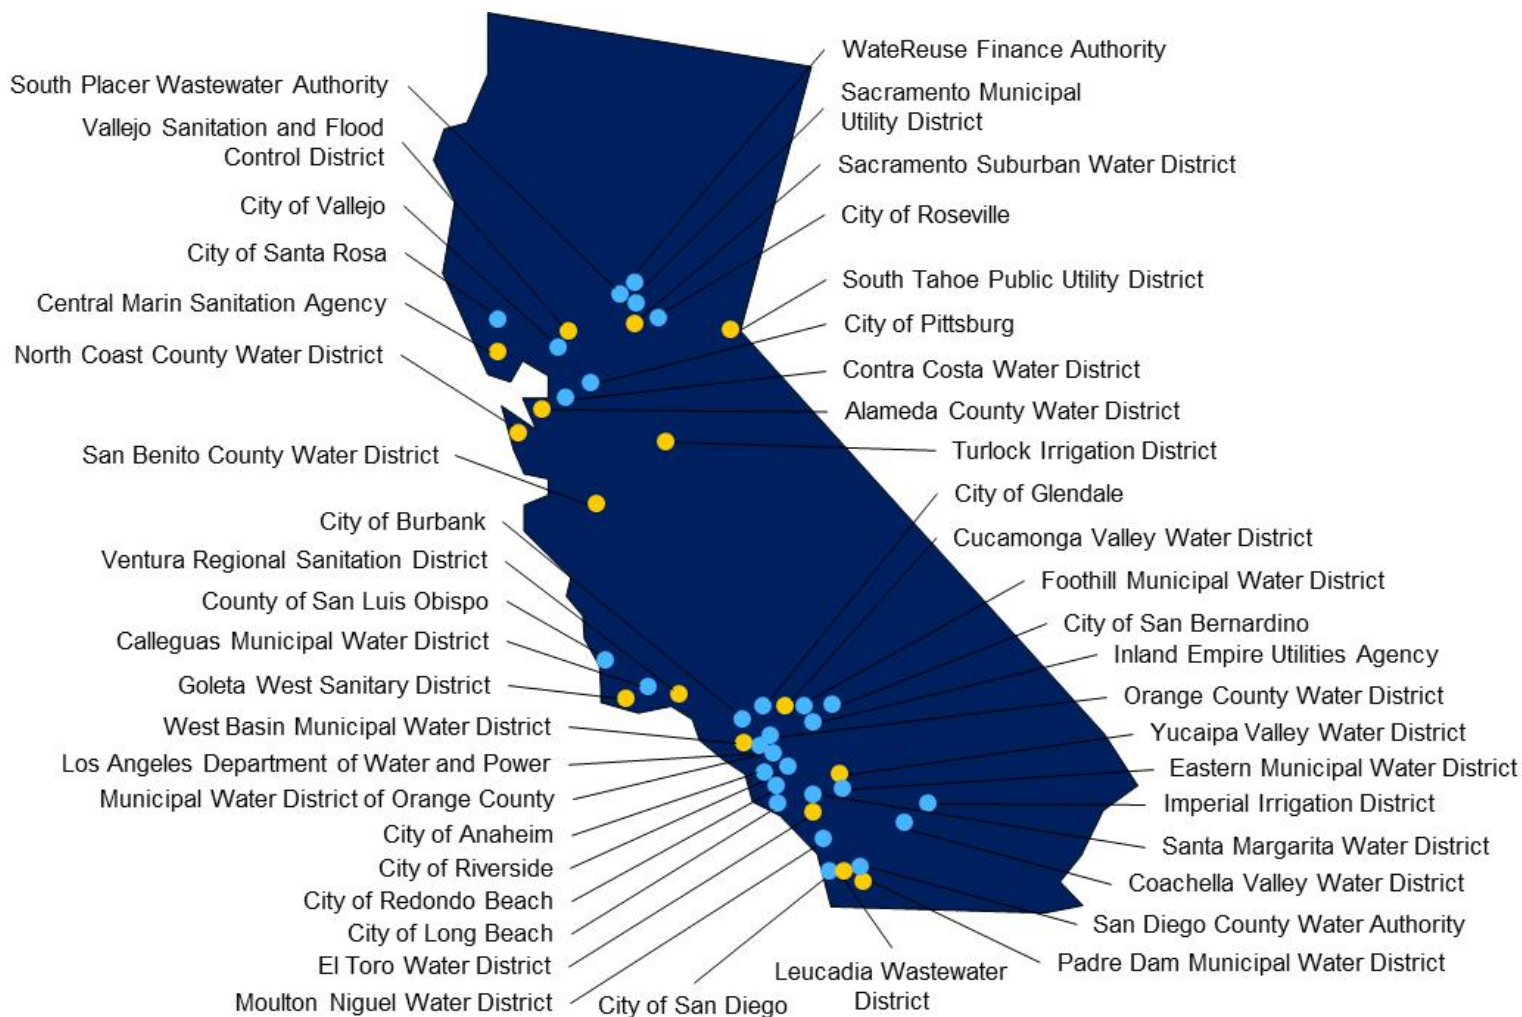 South Placer Wastewater Authority
Vallejo Sanitation and Flood
Control District
City of Vallejo
City of Santa Rosa
Central Marin Sanitation Agency
North Coast County Water District
San Benito County Water District
City of Burbank
Ventura Regional Sanitation District
County of San Luis Obispo
Calleguas Municipal Water District
Goleta West Sanitary District
West Basin Municipal Water District
Los Angeles Department of Water and Power
Municipal Water District of Orange County
City of Anaheim
City of Riverside
City of Redondo Beach
City of Long Beach
El Toro Water District
Moulton Niguel Water District
City of San Diego
Leucadia Wastewater
District
WateReuse Finance Authority
Sacramento Municipal
Utility District
Sacramento Suburban Water District
City of Roseville
South Tahoe Public Utility District
City of Pittsburg
Contra Costa Water District
Alameda County Water District
Turlock Irrigation District
City of Glendale
Cucamonga Valley Water District
Foothill Municipal Water District
City of San Bernardino
Inland Empire Utilities Agency
Orange County Water District
Yucaipa Valley Water District
Eastern Municipal Water District
Imperial Irrigation District
Santa Margarita Water District
Coachella Valley Water District
San Diego County Water Authority
Padre Dam Municipal Water District